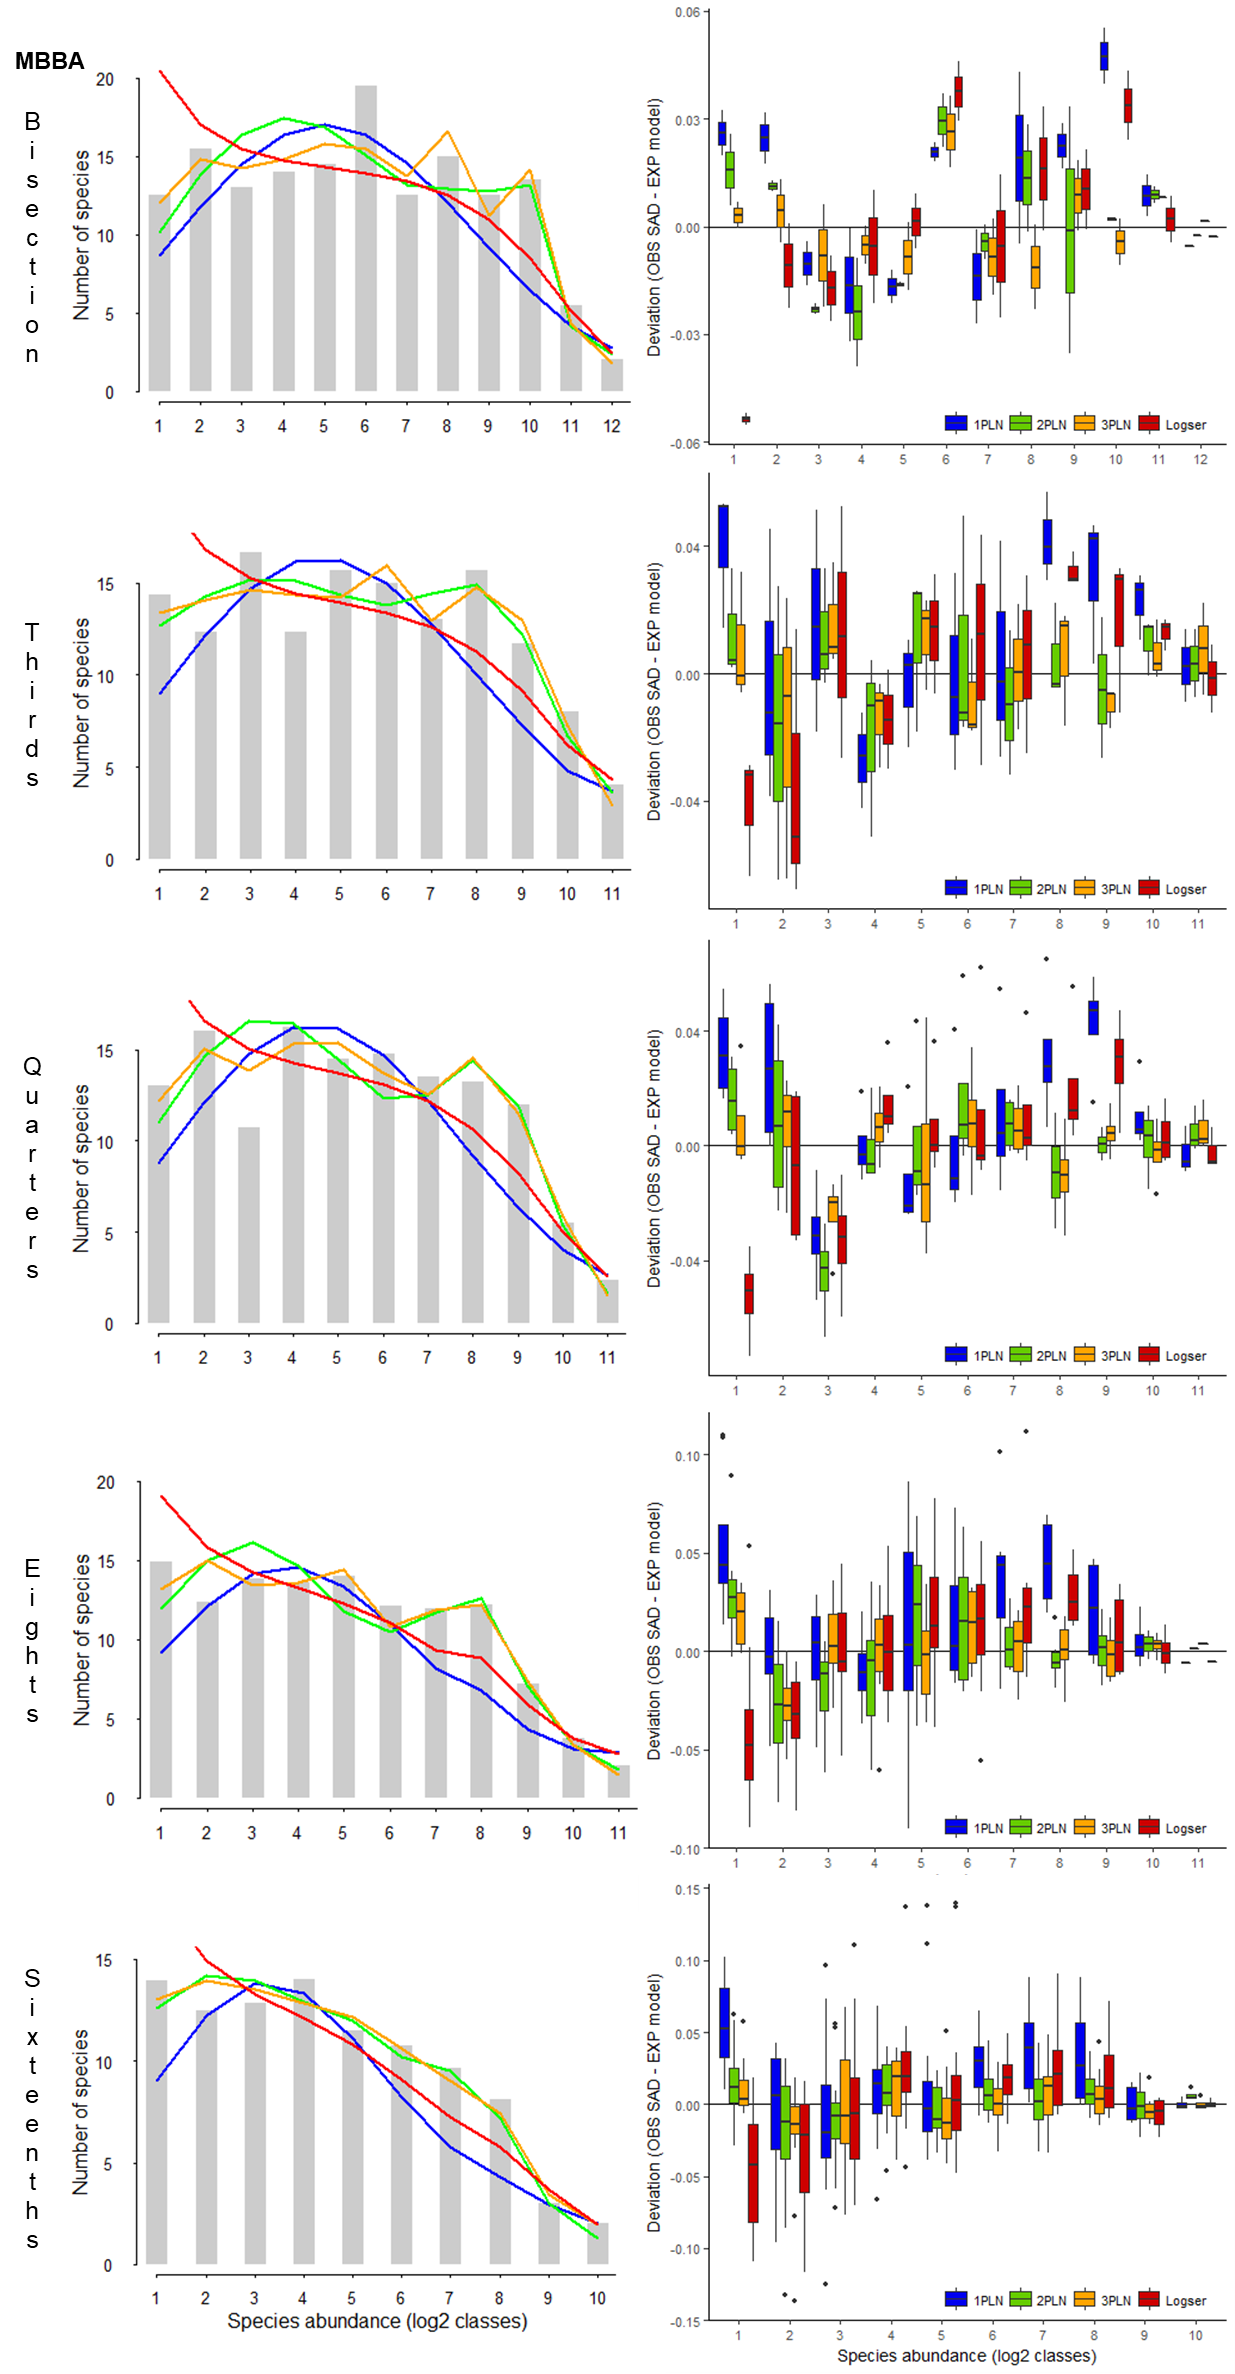 MBBA
Bisection
Number of species
20
15
10
5
0
1 2 3 4 5 6 7 8 9 10 11 12
Deviation (OBS SAD - EXP model)
0.06
0.03
0.00
-0.03
-0.06
1PLN 2PLN 3PLN Logser
1 2 3 4 5 6 7 8 9 10 11 12
Thirds
Number of species
15
10
5
0
1 2 3 4 5 6 7 8 9 10 11
Deviation (OBS SAD - EXP model)
0.04
0.00
-0.04
1PLN 2PLN 3PLN Logser
1 2 3 4 5 6 7 8 9 10 11
Quarters
Number of species
15
10
5
0
1 2 3 4 5 6 7 8 9 10 11
Deviation (OBS SAD - EXP model)
0.04
0.00
-0.04
1PLN 2PLN 3PLN Logser
1 2 3 4 5 6 7 8 9 10 11
Eights
Number of species
20
15
10
5
0
1 2 3 4 5 6 7 8 9 10 11
Deviation (OBS SAD - EXP model)
0.10
0.05
0.00
-0.05
-0.10
1PLN 2PLN 3PLN Logser
1 2 3 4 5 6 7 8 9 10 11
Sixteenths
Number of species
15
10
5
0
1 2 3 4 5 6 7 8 9 10
Species abundance (log2 classes)
Deviation (OBS SAD - EXP model)
0.15
0.10
0.05
0.00
-0.05
-0.10
-0.15
1PLN 2PLN 3PLN Logser
1 2 3 4 5 6 7 8 9 10
Species abundance (log2 classes)